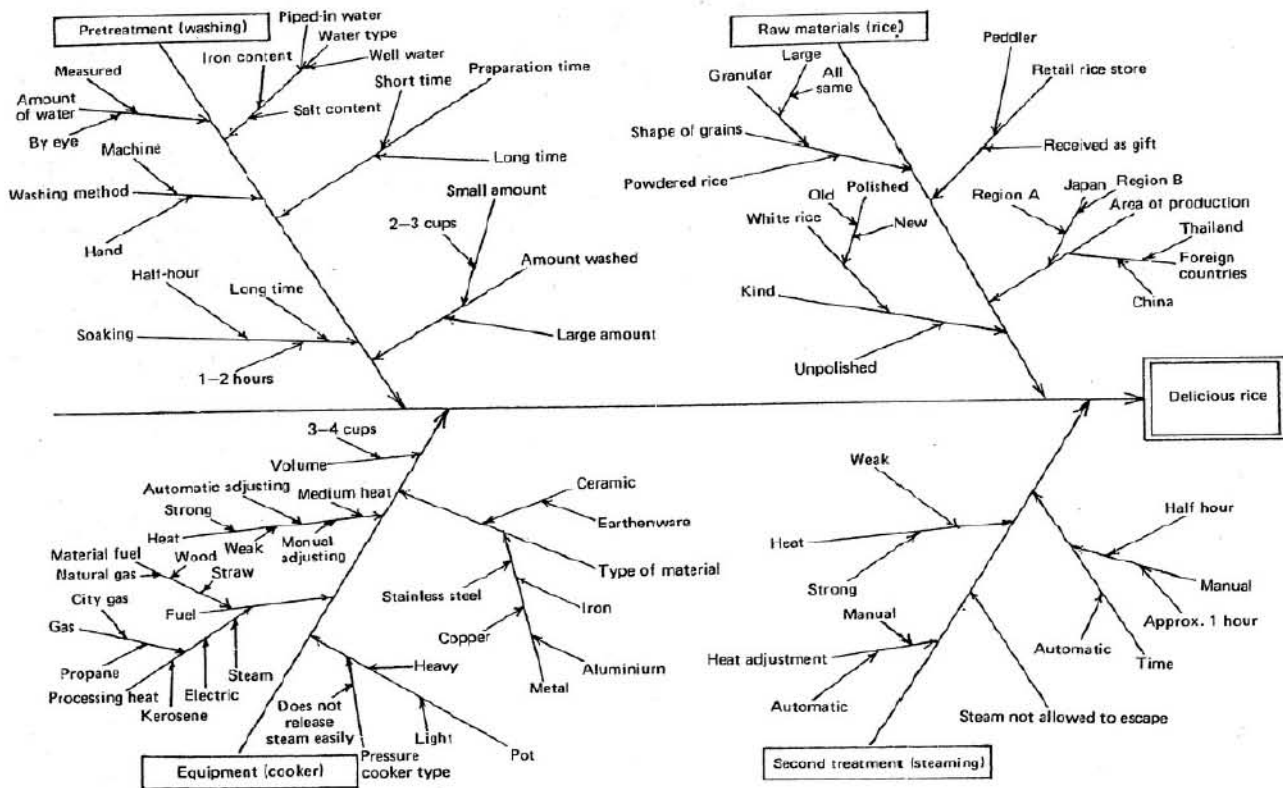 Pretreatment (washing)
Piped-in water
Water type
Iron content
Well water
Measured
Short time
Preparation time
Amount
of water
Salt content
By eye
Machine
Long time
Washing method
Small amount
2–3 cups
Hand
Half-hour
Amount washed
Long time
Soaking
Large amount
1–2 hours
Raw materials (rice)
Peddler
Large
Granular
All
same
Retail rice store
Shape of grains
Received as gift
Powdered rice
Polished
Old
Japan
Region B
Region A
White rice
New
Area of production
Thailand
Foreign
countries
Kind
China
Unpolished
Delicious rice
3–4 cups
Volume
Automatic adjusting
Medium heat
Strong
Ceramic
Earthenware
Heat
Weak
Manual
adjusting
Material fuel
Wood
Natural gas
Straw
Type of material
City gas
Fuel
Stainless steel
Iron
Gas
Copper
Propane
Steam
Heavy
Aluminium
Processing heat
Electric
Metal
Kerosene
Does not
release
steam easily
Light
Pot
Pressure
cooker type
Equipment (cooker)
Weak
Half hour
Heat
Strong
Manual
Manual
Approx. 1 hour
Automatic
Heat adjustment
Time
Automatic
Steam not allowed to escape
Second treatment (steaming)